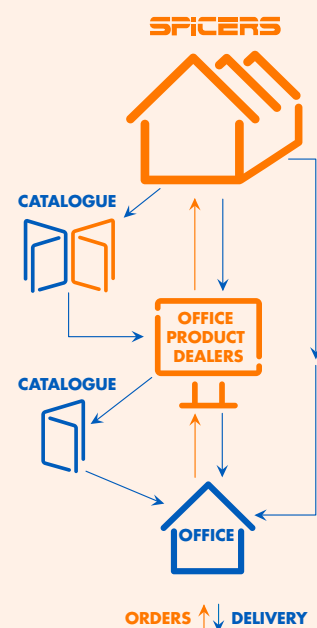 SPICERS
CATALOGUE
OFFICE
PRODUCT
DEALERS
CATALOGUE
OFFICE
ORDERS DELIVERY